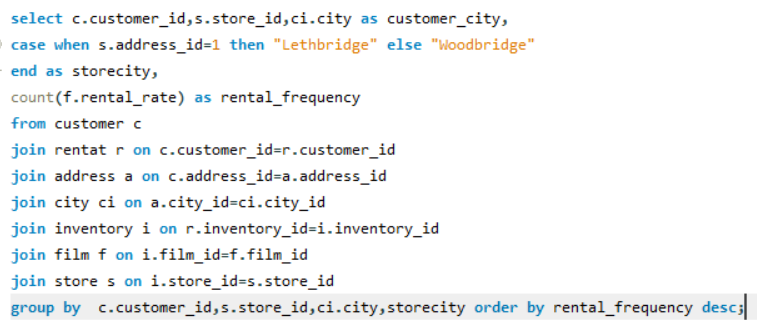 select c.customer_id,s.store_id,ci.city as customer_city,
case when s.address_id=1 then "Lethbridge" else "Woodbridge"
end as storecity,
count(f.rental_rate) as rental_frequency
from customer c
join rentat r on c.customer_id=r.customer_id
join address a on c.address_id=a.address_id
join city ci on a.city_id=ci.city_id
join inventory i on r.inventory_id=i.inventory_id
join film f on i.film_id=f.film_id
join store s on i.store_id=s.store_id
group by  c.customer_id,s.store_id,ci.city,storecity order by rental_frequency desc;